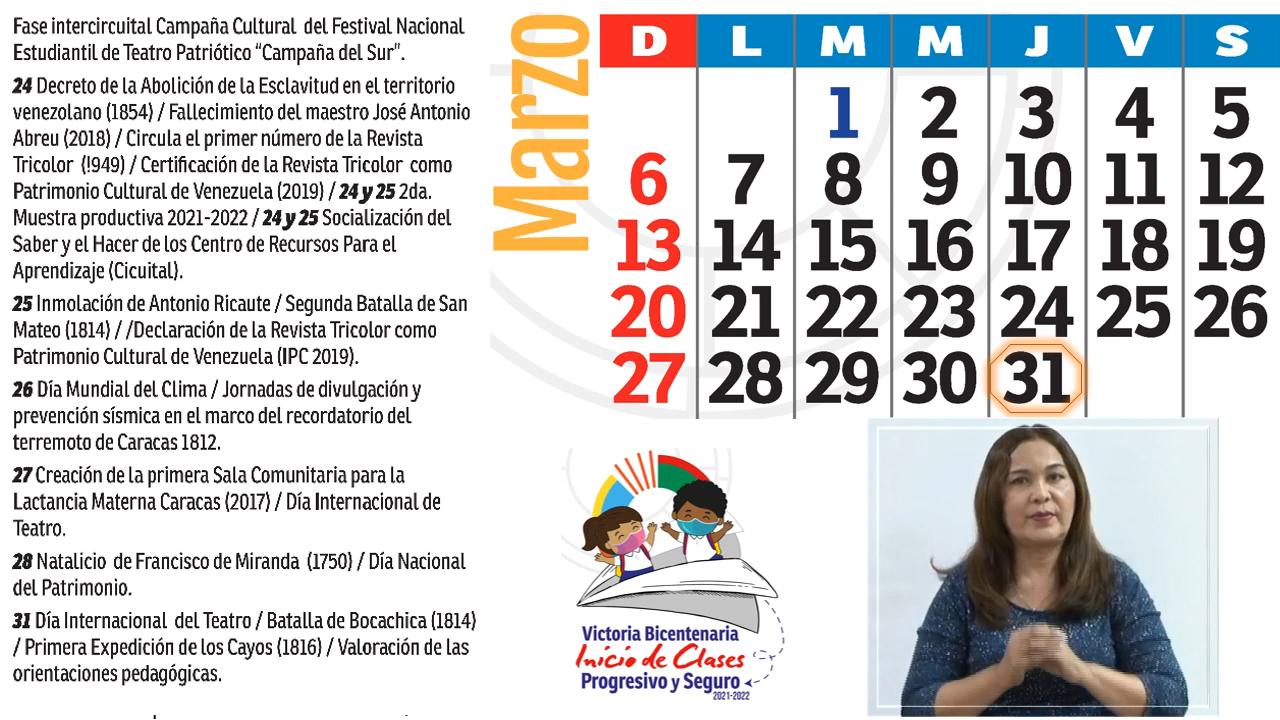 Fase intercircuital Campaña Cultural del Festival Nacional
Estudiantil de Teatro Patriótico “Campaña del Sur”.
24 Decreto de la Abolición de la Esclavitud en el territorio
venezolano (1854) / Fallecimiento del maestro José Antonio
Abreu (2018) / Circula el primer número de la Revista
Tricolor (!949) / Certificación de la Revista Tricolor como
Patrimonio Cultural de Venezuela (2019) / 24 y 25 2da.
Muestra productiva 2021-2022 / 24 y 25 Socialización del
Saber y el Hacer de los Centro de Recursos Para el
Aprendizaje (Cicuital).
25 Inmolación de Antonio Ricaute / Segunda Batalla de San
Mateo (1814) / /Declaración de la Revista Tricolor como
Patrimonio Cultural de Venezuela (IPC 2019).
26 Día Mundial del Clima / Jornadas de divulgación y
prevención sísmica en el marco del recordatorio del
terremoto de Caracas 1812.
27 Creación de la primera Sala Comunitaria para la
Lactancia Materna Caracas (2017) / Día Internacional de
Teatro.
28 Natalicio de Francisco de Miranda (1750) / Día Nacional
del Patrimonio.
31 Día Internacional del Teatro / Batalla de Bocachica (1814)
/ Primera Expedición de los Cayos (1816) / Valoración de las
orientaciones pedagógicas.
Marzo
D L M M J V S
1 2 3 4 5
6 7 8 9 10 11 12
13 14 15 16 17 18 19
20 21 22 23 24 25 26
27 28 29 30 31
Victoria Bicentenaria
Inicio de Clases
Progresivo y Seguro
2021-2022